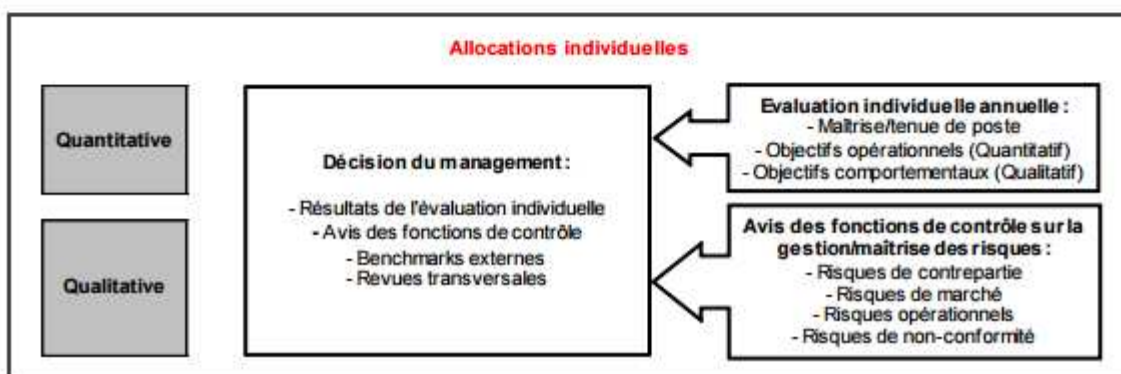 Allocations individuelles
Quantitative
Qualitative
Décision du management :
- Résultats de l'évaluation individuelle
- Avis des fonctions de contrôle
- Benchmarks externes
- Revues transversales
Evaluation individuelle annuelle :
- Maîtrise/tenue de poste
- Objectifs opérationnels (Quantitatif)
- Objectifs comportementaux (Qualitatif)
Avis des fonctions de contrôle sur la
gestion/maîtrise des risques :
- Risques de contrepartie
- Risques de marché
- Risques opérationnels
- Risques de non-conformité